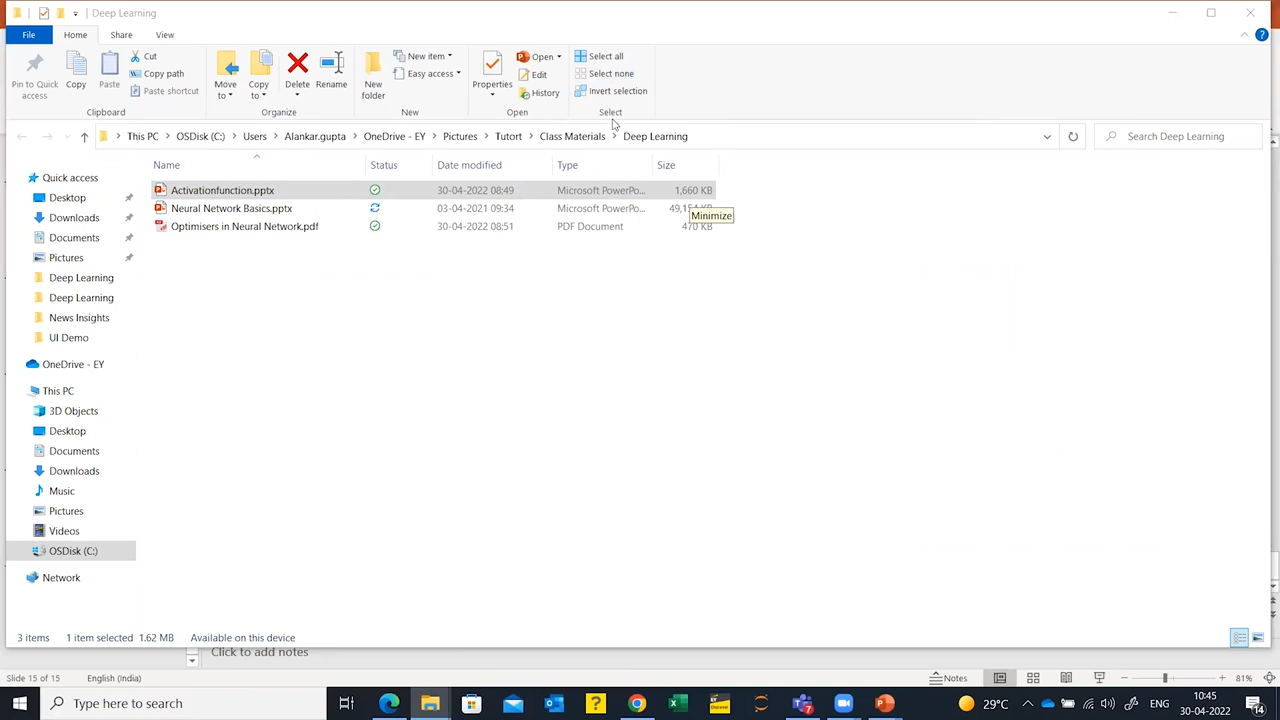 Deep Learning
File Home Share View
Pin to Quick access
Copy
Paste
Cut
Copy path
Paste shortcut
Clipboard
Move to
Copy to
Delete
Rename
Organize
New folder
New item
Easy access
New
Properties
Open
Edit
History
Open
Select all
Select none
Invert selection
Select
This PC > OSDisk (C:) > Users > Alankar.gupta > OneDrive - EY > Pictures > Tutort > Class Materials > Deep Learning
Search Deep Learning
Name Status Date modified Type Size
Activationfunction.pptx 30-04-2022 08:49 Microsoft PowerPo... 1,660 KB
Neural Network Basics.pptx 03-04-2021 09:34 Microsoft PowerPo... KB
Minimize
Optimisers in Neural Network.pdf 30-04-2022 08:51 PDF Document 470 KB
Quick access
Desktop
Downloads
Documents
Pictures
Deep Learning
Deep Learning
News Insights
UI Demo
OneDrive - EY
This PC
3D Objects
Desktop
Documents
Downloads
Music
Pictures
Videos
OSDisk (C:)
Network
3 items 1 item selected 1.62 MB Available on this device
Click to add notes
Slide 15 of 15 English (India) Notes 81%
Type here to search
29°C ENG 10:45
30-04-2022